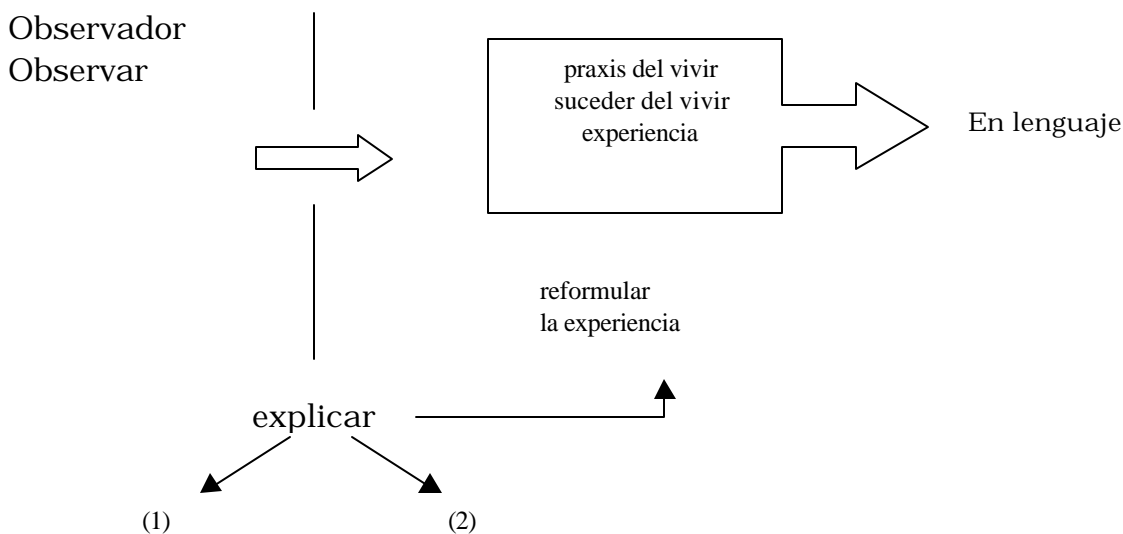 Observador
Observar
praxis del vivir
suceder del vivir
experiencia
En lenguaje
reformular
la experiencia
explicar
(1)
(2)